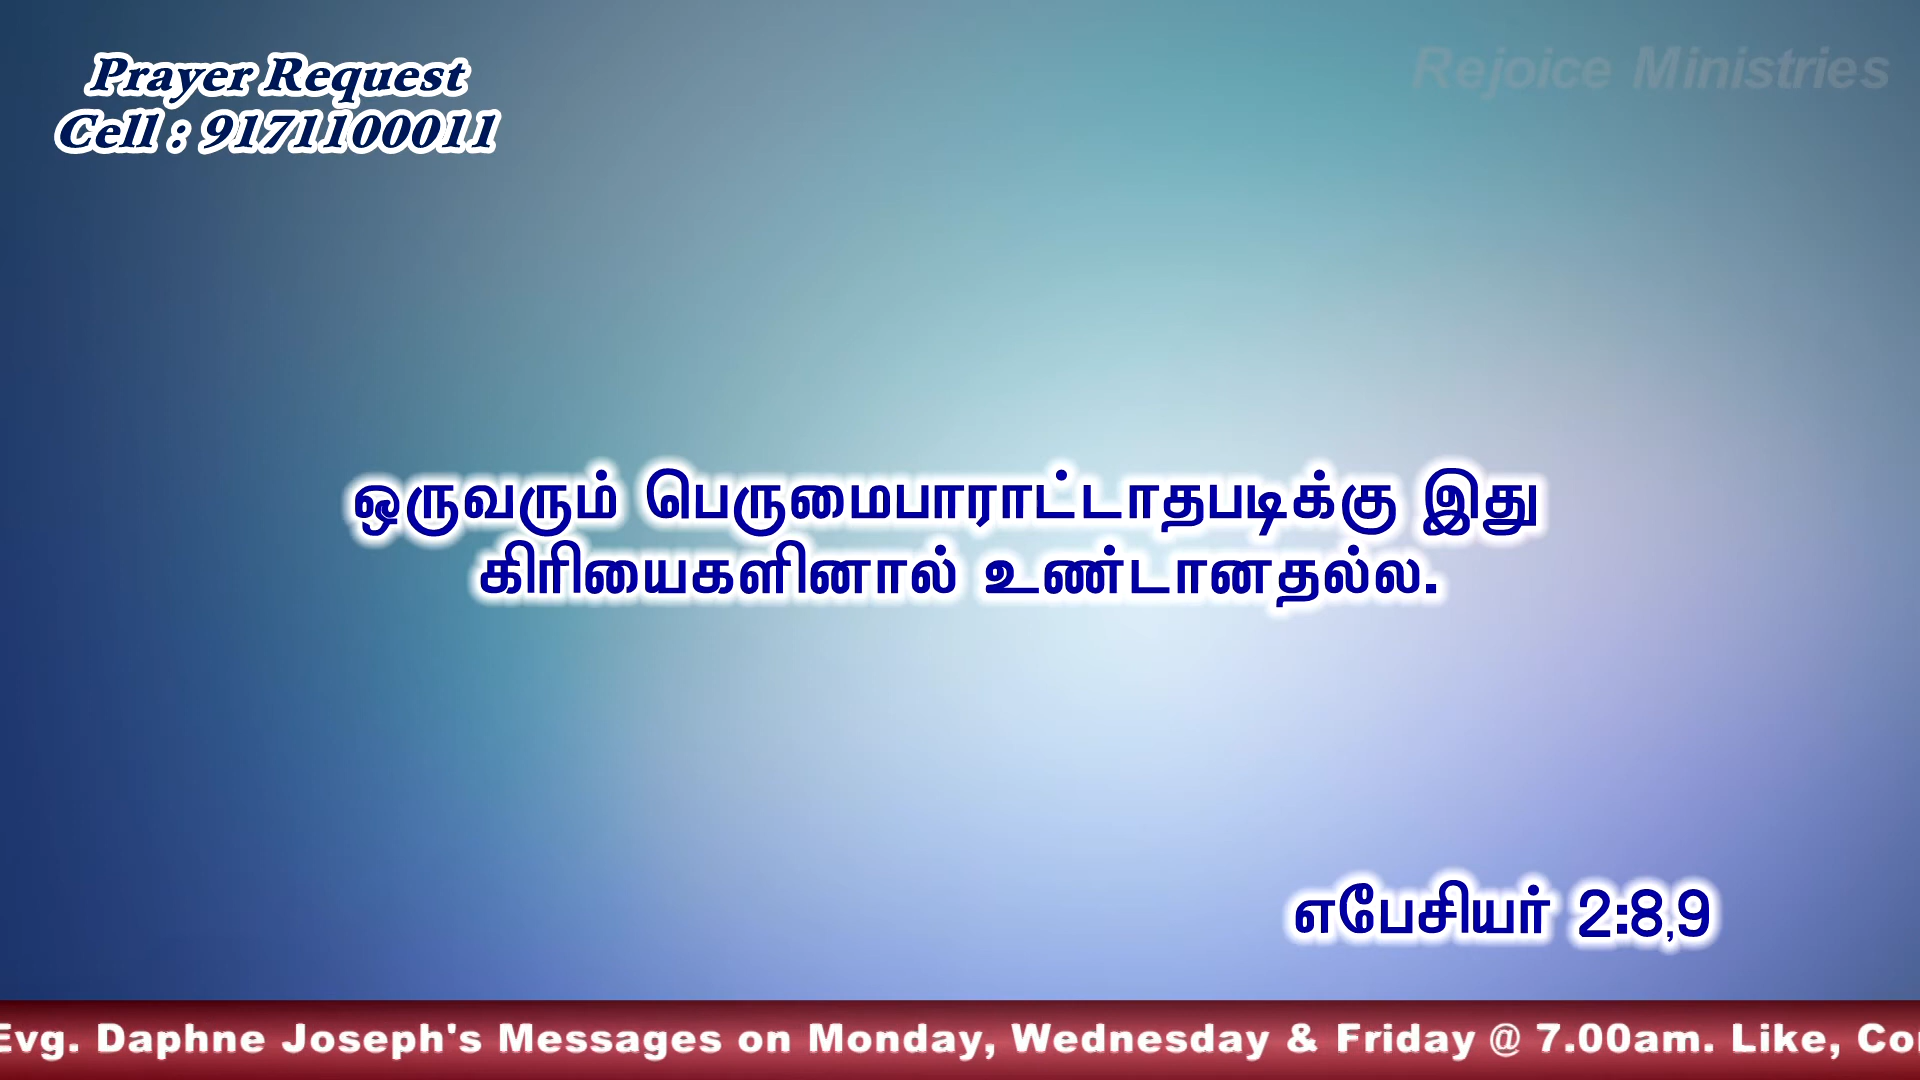 Prayer Request
Cell : 9171100011
Rejoice Ministries
ஒருவரும் பெருமைபாராட்டாதபடிக்கு இது
கிரியைகளினால் உண்டானதல்ல.
எபேசியர் 2:8,9
Evg. Daphne Joseph's Messages on Monday, Wednesday & Friday @ 7.00am. Like,